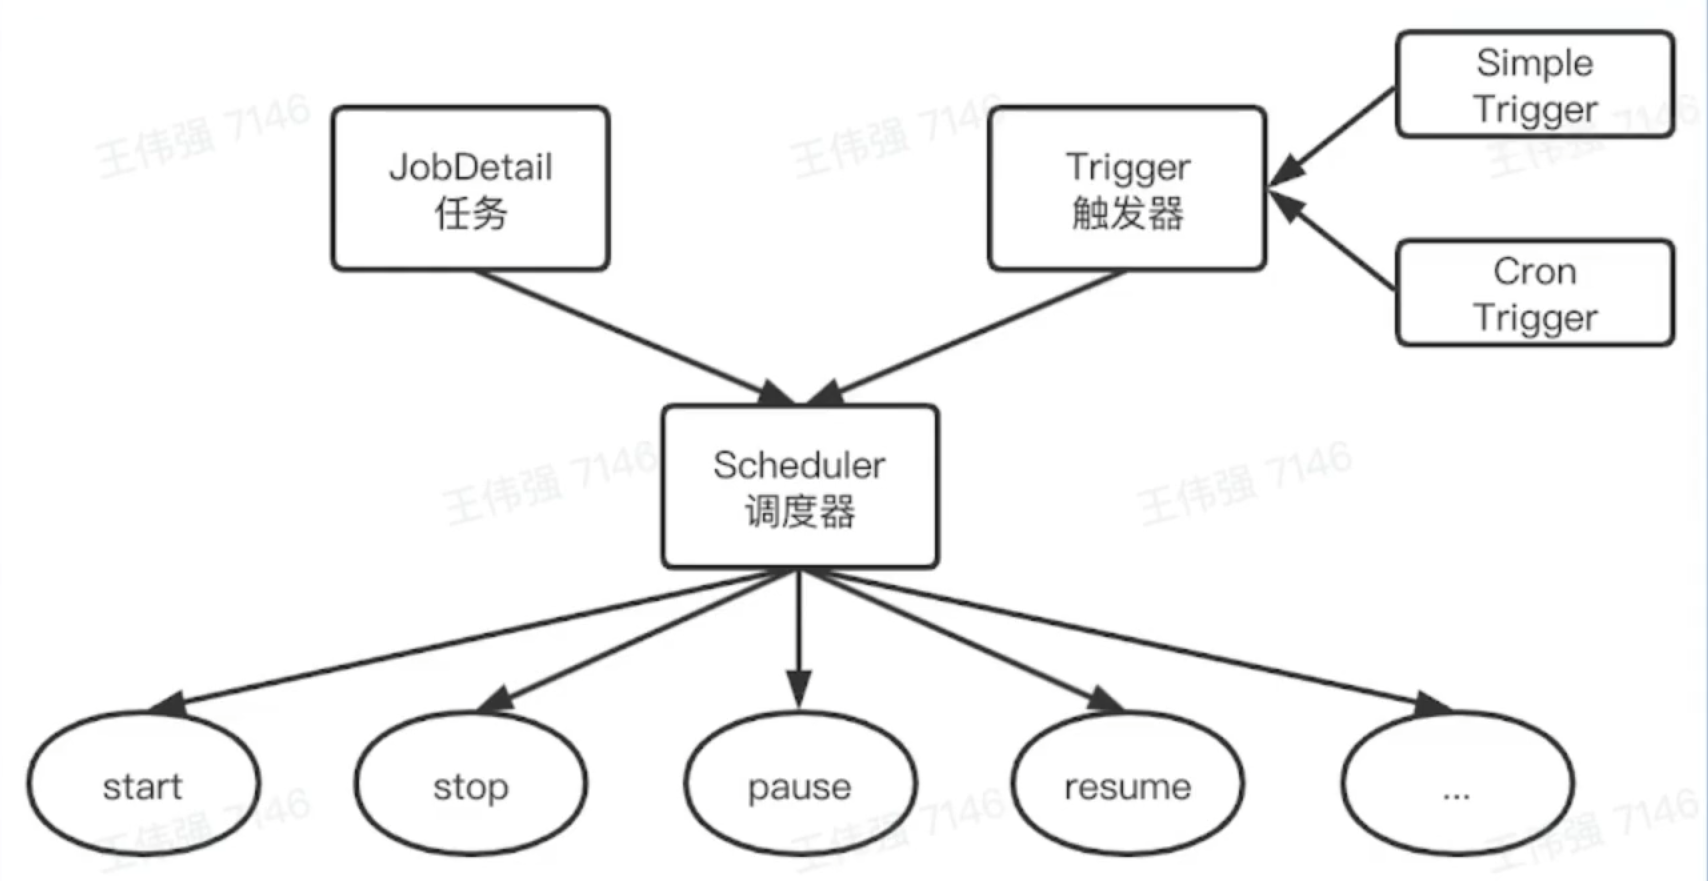 Simple
Trigger
JobDetail
任务
Trigger
触发器
Cron
Trigger
Scheduler
调度器
start
stop
pause
resume
...
王伟强 7146
王伟强 7146
王伟强 7146
王伟强 7146
王伟强 7146
王伟强 7146
王伟强 7146
王伟强 7146